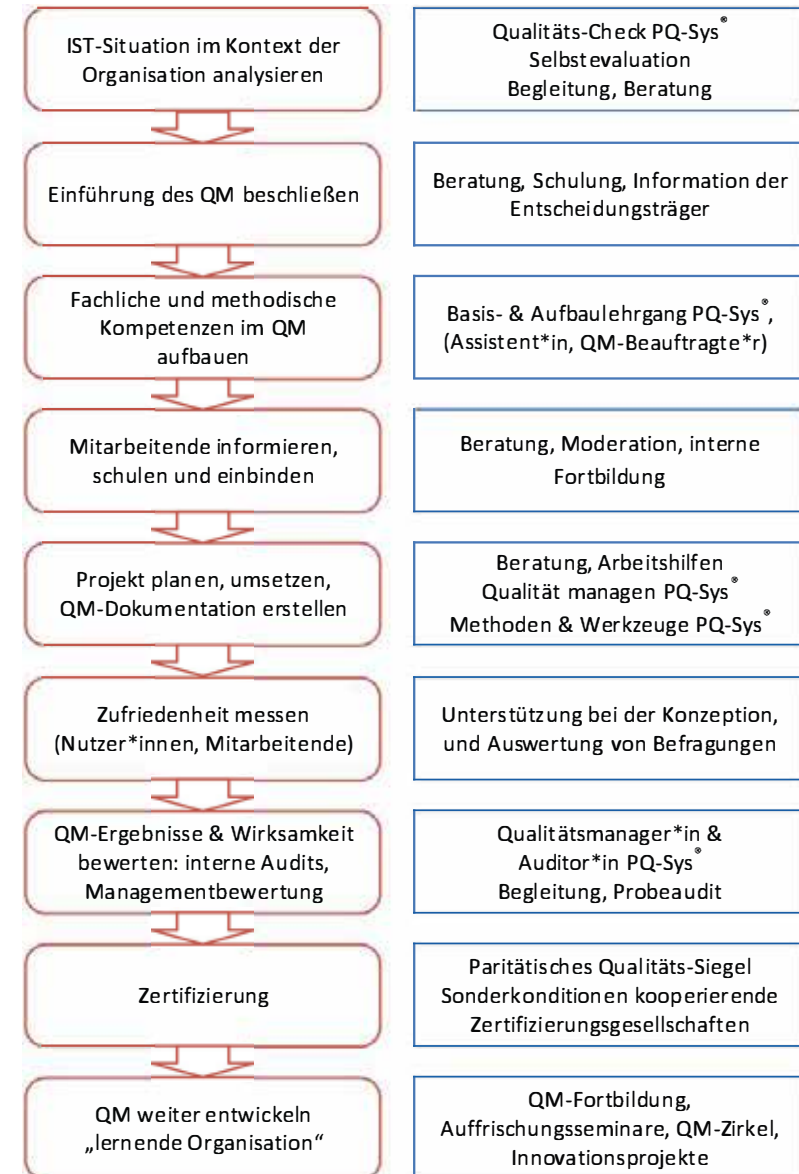 IST-Situation im Kontext der
Organisation analysieren
Qualitäts-Check PQ-Sys®
Selbstevaluation
Begleitung, Beratung
Einführung des QM beschließen
Beratung, Schulung, Information der
Entscheidungsträger
Fachliche und methodische
Kompetenzen im QM
aufbauen
Basis- & Aufbaulehrgang PQ-Sys®,
(Assistent*in, QM-Beauftragte*r)
Mitarbeitende informieren,
schulen und einbinden
Beratung, Moderation, interne
Fortbildung
Projekt planen, umsetzen,
QM-Dokumentation erstellen
Beratung, Arbeitshilfen
Qualität managen PQ-Sys®
Methoden & Werkzeuge PQ-Sys®
Zufriedenheit messen
(Nutzer*innen, Mitarbeitende)
Unterstützung bei der Konzeption,
und Auswertung von Befragungen
QM-Ergebnisse & Wirksamkeit
bewerten: interne Audits,
Managementbewertung
Qualitätsmanager*in &
Auditor*in PQ-Sys®
Begleitung, Probeaudit
Zertifizierung
Paritätisches Qualitäts-Siegel
Sonderkonditionen kooperierende
Zertifizierungsgesellschaften
QM weiter entwickeln
„lernende Organisation“
QM-Fortbildung,
Auffrischungsseminare, QM-Zirkel,
Innovationsprojekte